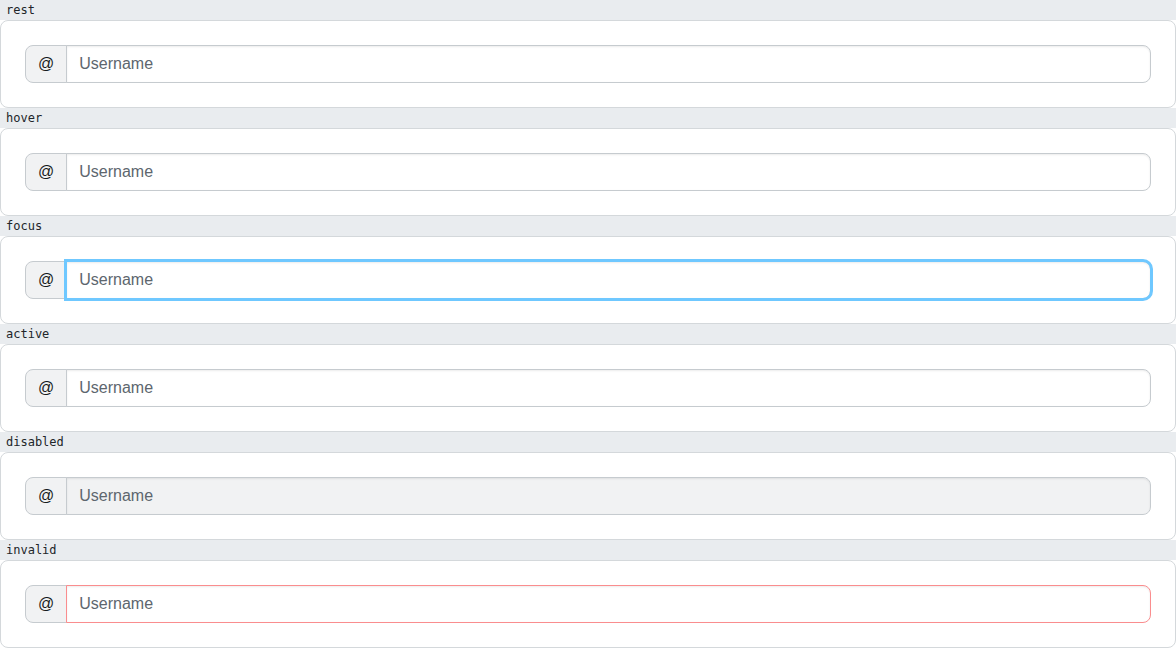 rest
@ Username
hover
@ Username
focus
@ Username
active
@ Username
disabled
@ Username
invalid
@ Username